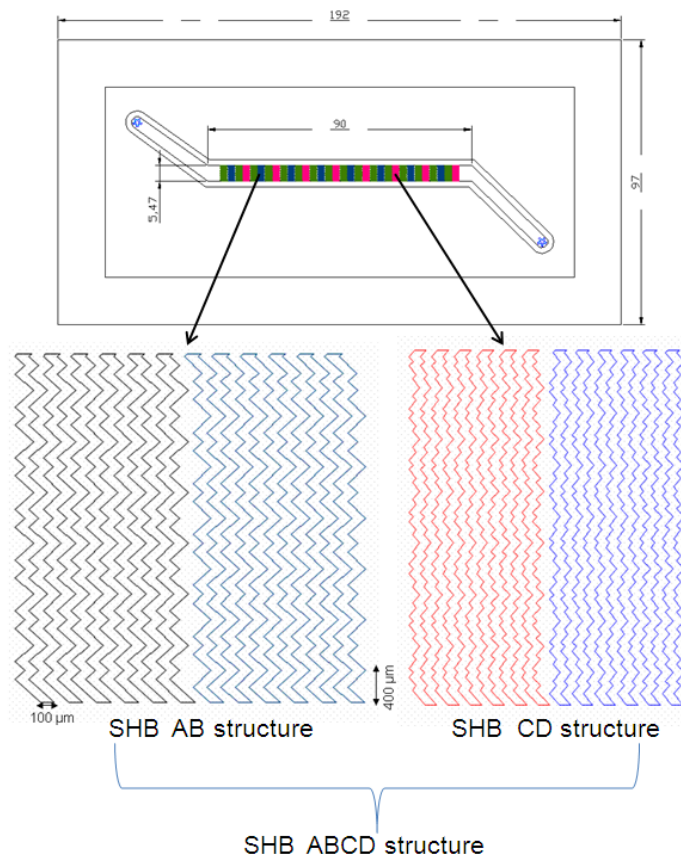 192
90
5,47
97
100 µm
400 µm
SHB AB structure
SHB CD structure
SHB ABCD structure